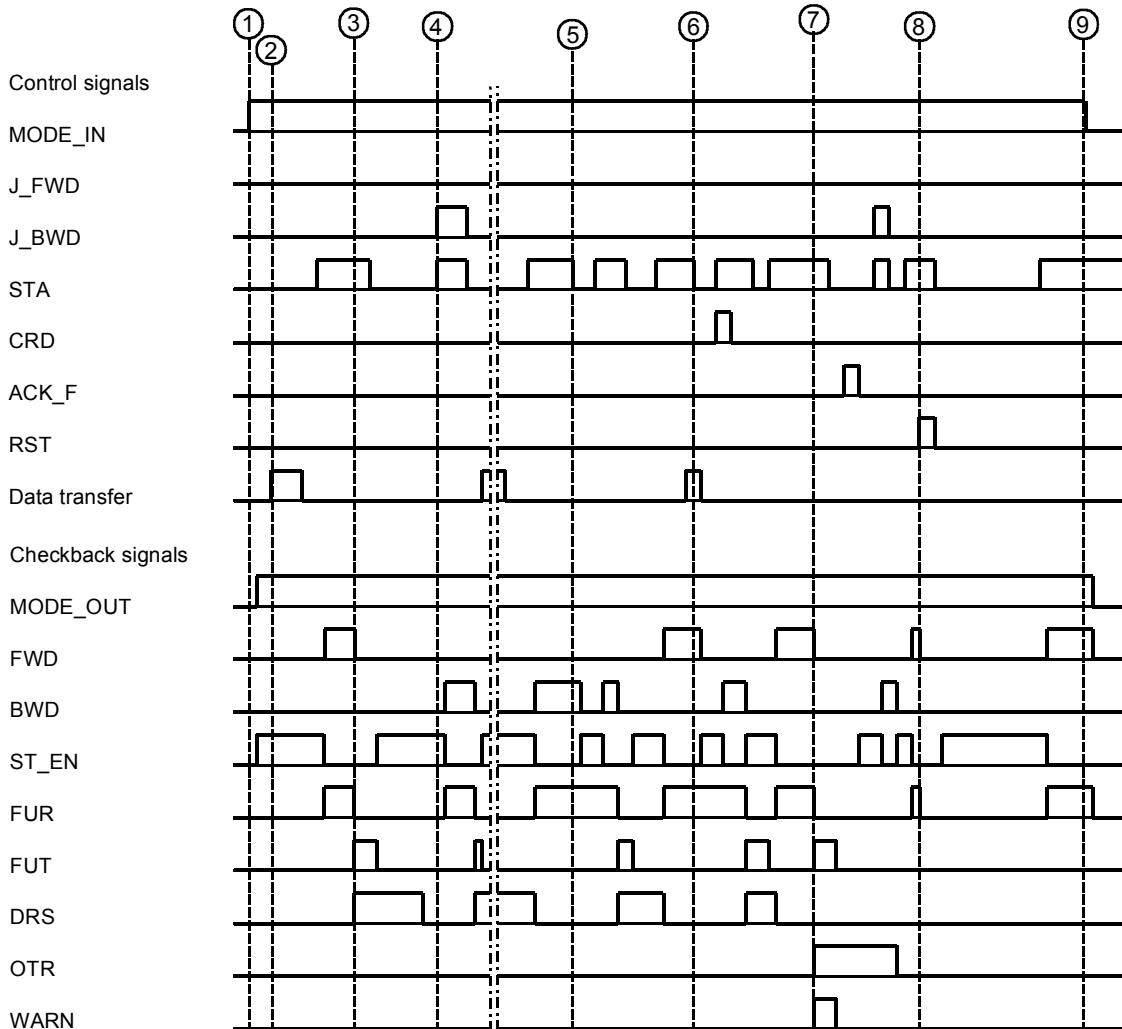 1
2
3
4
5
6
7
8
9
Control signals
MODE_IN
J_FWD
J_BWD
STA
CRD
ACK_F
RST
Data transfer
Checkback signals
MODE_OUT
FWD
BWD
ST_EN
FUR
FUT
DRS
OTR
WARN